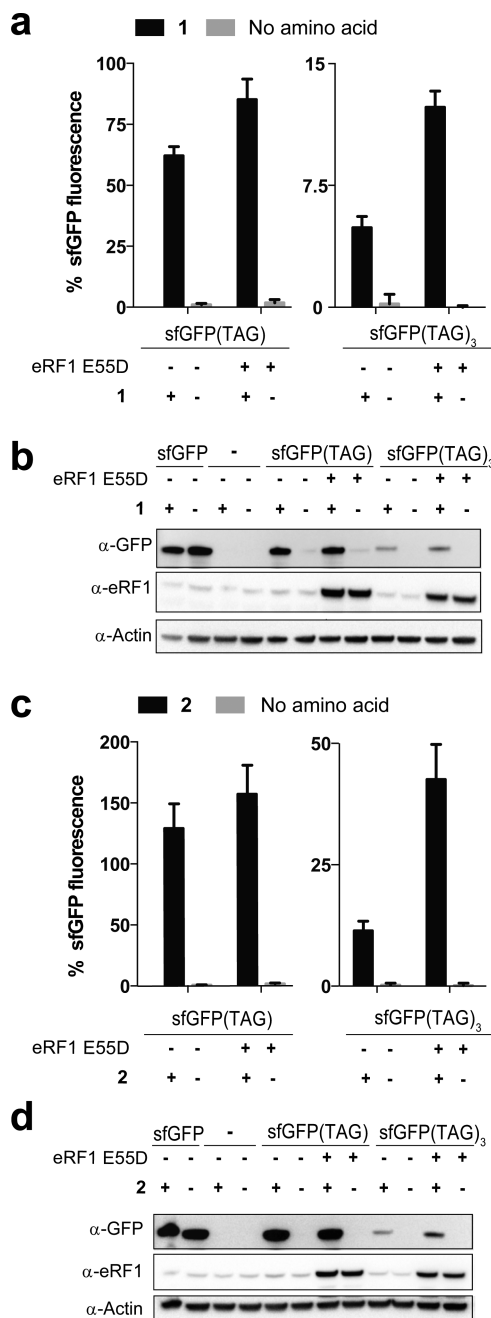 a
1 No amino acid
% sfGFP fluorescence
100
75
50
25
0
15
7.5
0
sfGFP(TAG) sfGFP(TAG)3
eRF1 E55D - - + + - - + +
1 + - + - + - + -
b
sfGFP - sfGFP(TAG) sfGFP(TAG)3
eRF1 E55D - - - - - - + + - - + +
1 + - + - + - + - + - + -
α-GFP
α-eRF1
α-Actin
c
2 No amino acid
% sfGFP fluorescence
200
150
100
50
0
50
25
0
sfGFP(TAG) sfGFP(TAG)3
eRF1 E55D - - + + - - + +
2 + - + - + - + -
d
sfGFP - sfGFP(TAG) sfGFP(TAG)3
eRF1 E55D - - - - - - + + - - + +
2 + - + - + - + - + - + -
α-GFP
α-eRF1
α-Actin